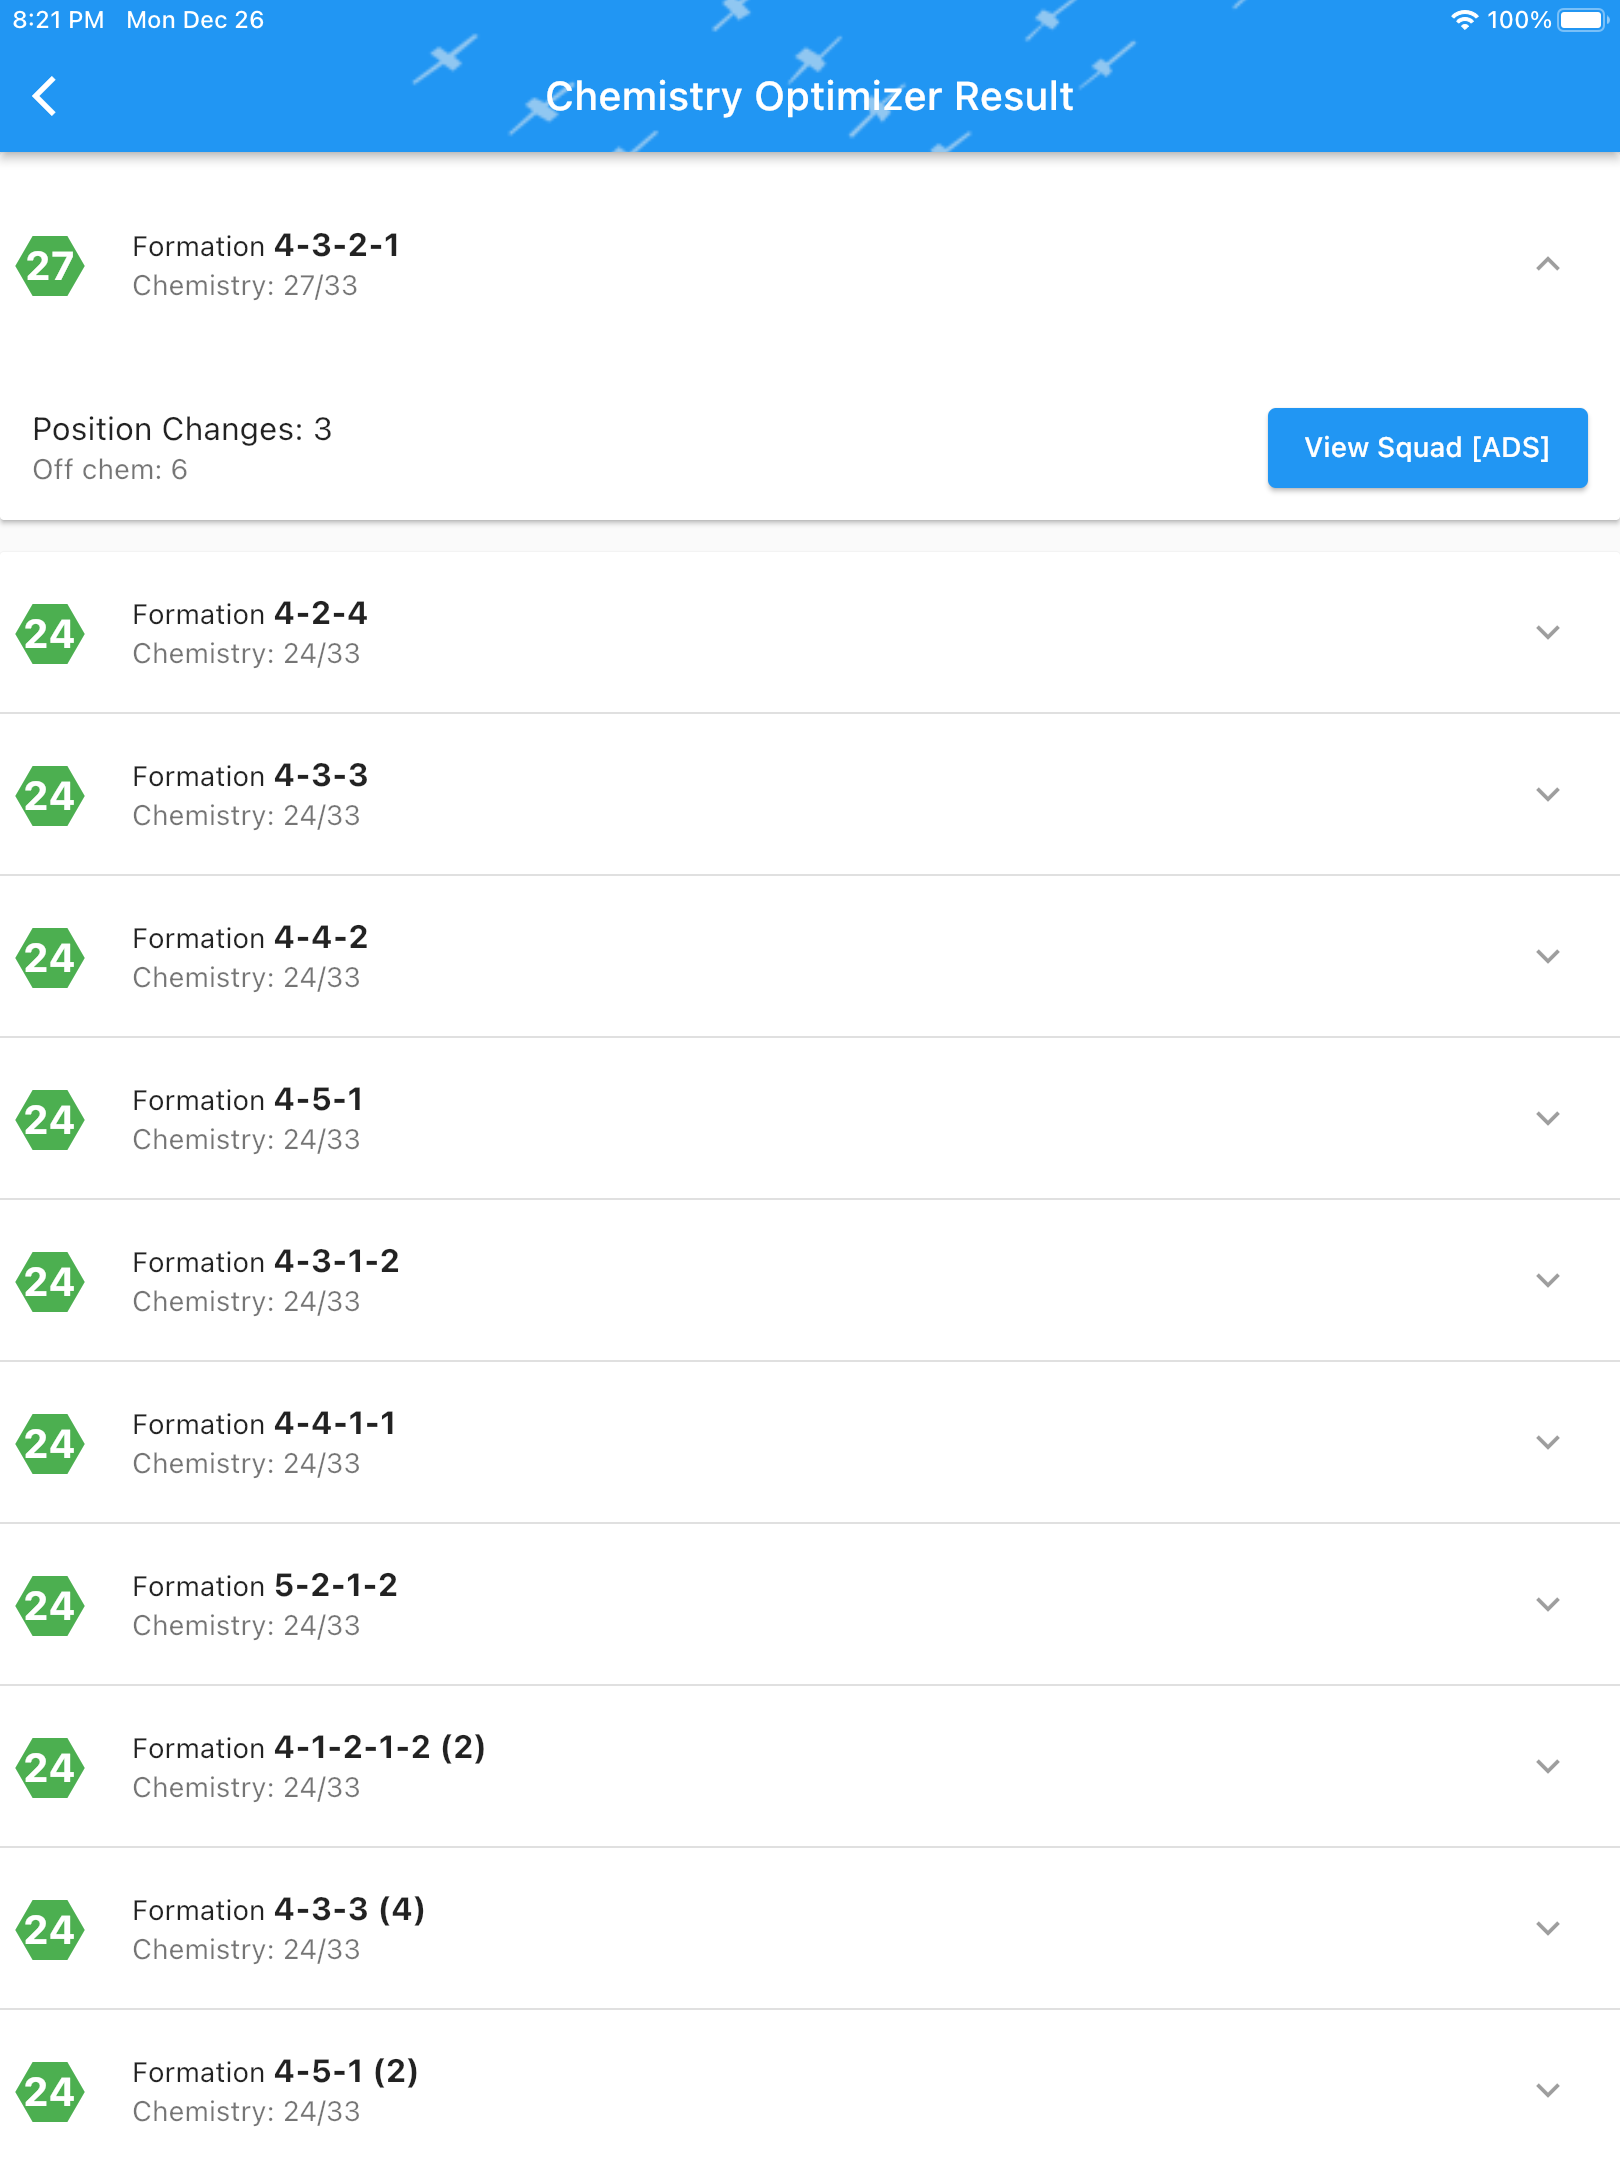 8:21 PM Mon Dec 26 100%
Chemistry Optimizer Result
27
Formation 4-3-2-1
Chemistry: 27/33
Position Changes: 3
Off chem: 6
View Squad [ADS]
24
Formation 4-2-4
Chemistry: 24/33
24
Formation 4-3-3
Chemistry: 24/33
24
Formation 4-4-2
Chemistry: 24/33
24
Formation 4-5-1
Chemistry: 24/33
24
Formation 4-3-1-2
Chemistry: 24/33
24
Formation 4-4-1-1
Chemistry: 24/33
24
Formation 5-2-1-2
Chemistry: 24/33
24
Formation 4-1-2-1-2 (2)
Chemistry: 24/33
24
Formation 4-3-3 (4)
Chemistry: 24/33
24
Formation 4-5-1 (2)
Chemistry: 24/33